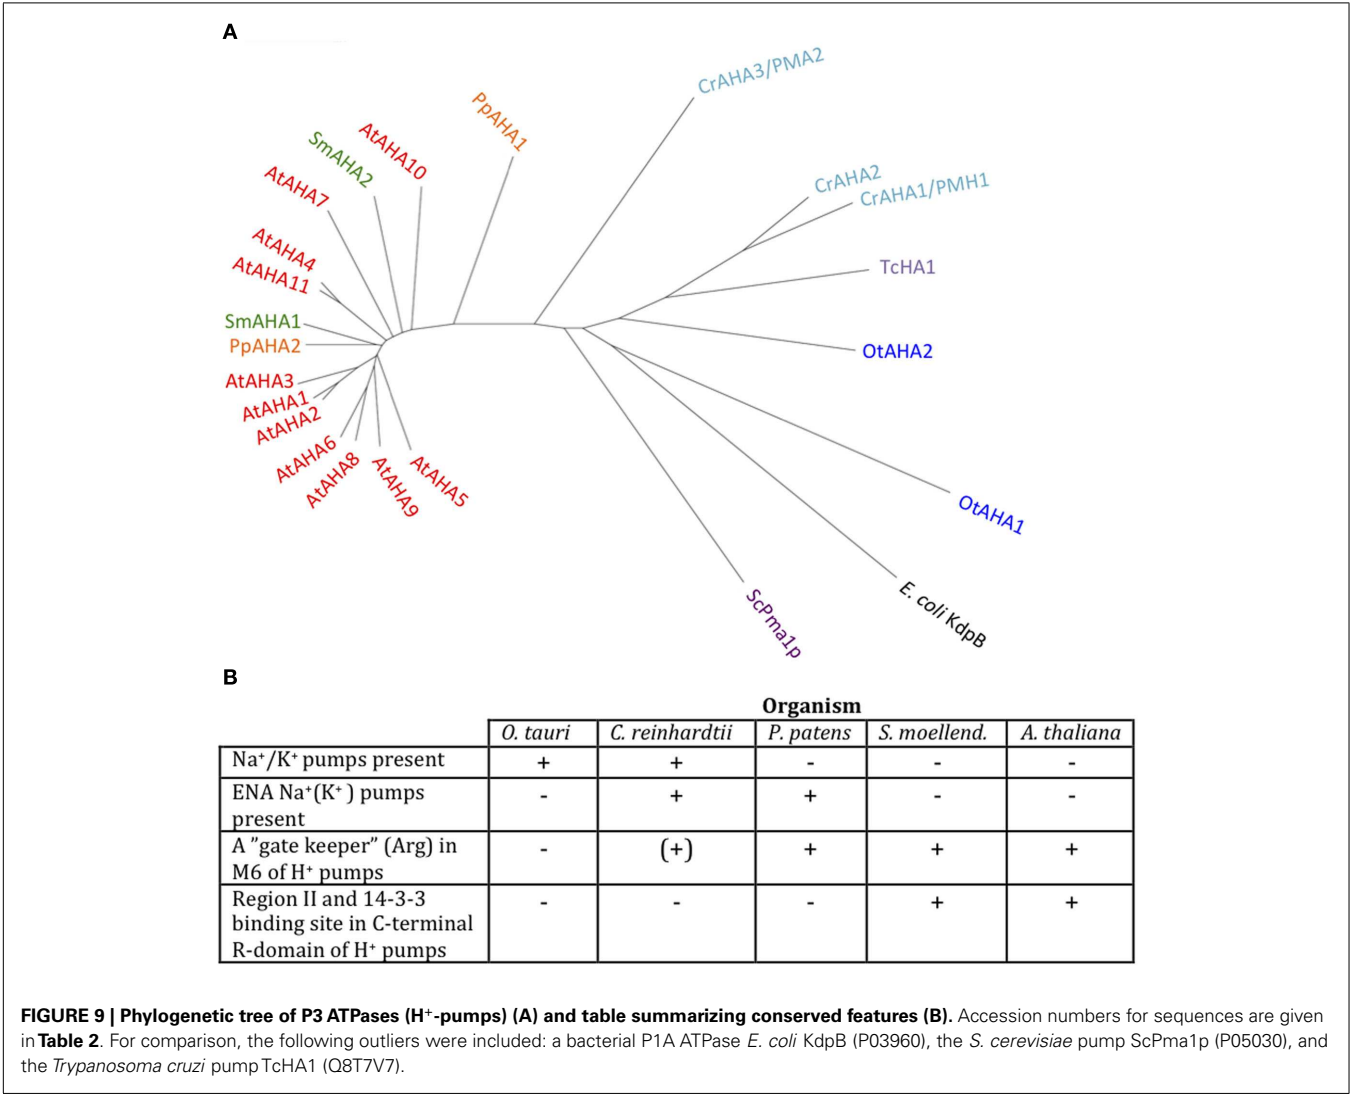 A
CrAHA3/PMA2
PpAHA1
AtAHA10
SmAHA2
AtAHA7
CrAHA2
CrAHA1/PMH1
AtAHA4
AtAHA11
TcHA1
SmAHA1
PpAHA2
OtAHA2
AtAHA3
AtAHA1
AtAHA2
AtAHA6
AtAHA8
AtAHA9
AtAHA5
OtAHA1
E. coli KdpB
ScPma1p
B
Organism
O. tauri C. reinhardtii P. patens S. moellend. A. thaliana
Na⁺/K⁺ pumps present + + - - -
ENA Na⁺(K⁺ ) pumps - + + - -
present
A ”gate keeper” (Arg) in - (+) + + +
M6 of H⁺ pumps
Region II and 14-3-3 - - - + +
binding site in C-terminal
R-domain of H⁺ pumps
FIGURE 9 | Phylogenetic tree of P3 ATPases (H⁺-pumps) (A) and table summarizing conserved features (B). Accession numbers for sequences are given
in Table 2. For comparison, the following outliers were included: a bacterial P1A ATPase E. coli KdpB (P03960), the S. cerevisiae pump ScPma1p (P05030), and
the Trypanosoma cruzi pump TcHA1 (Q8T7V7).